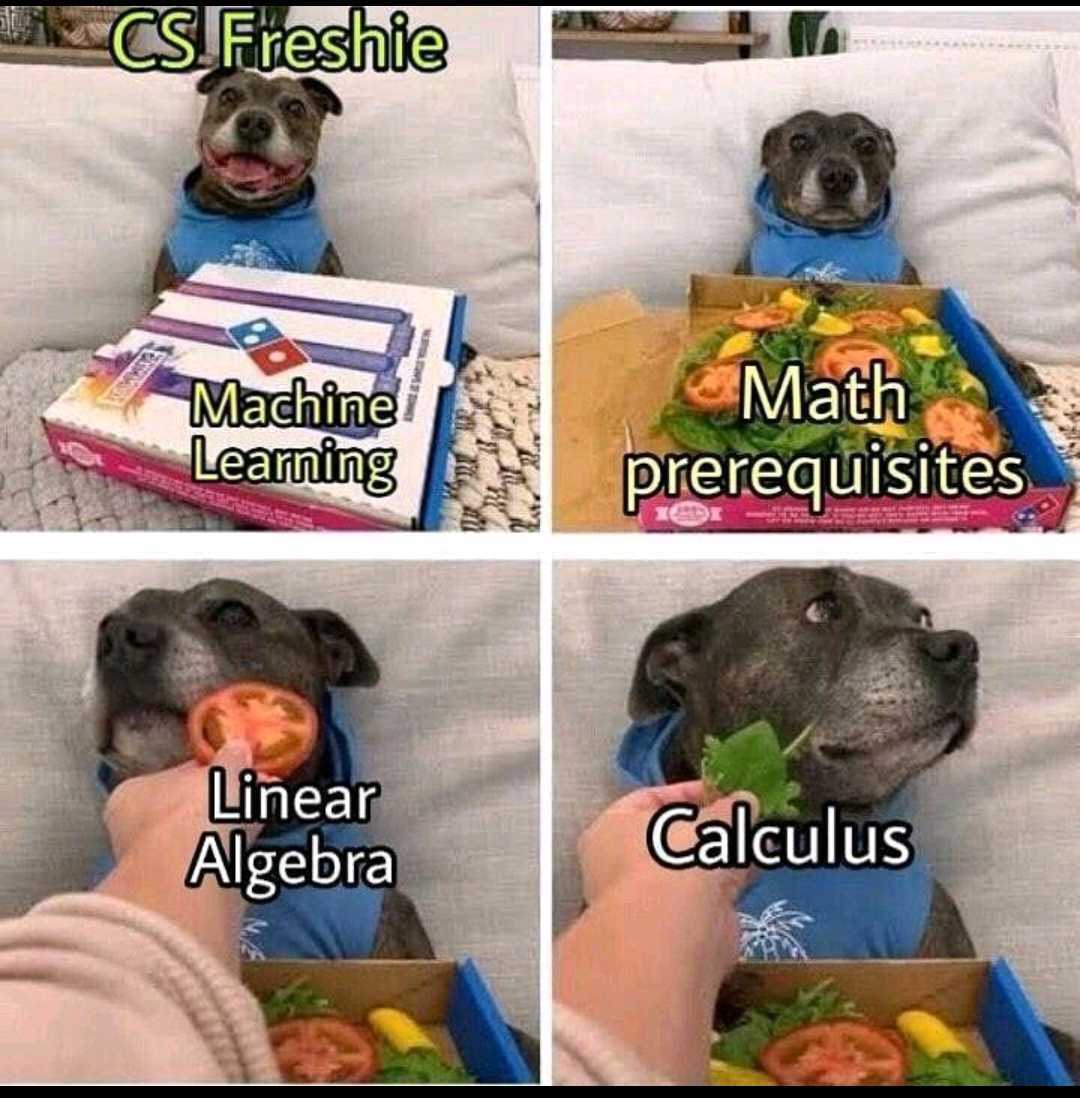 CS Freshie
Machine
Learning
Math
prerequisites
Linear
Algebra
Calculus